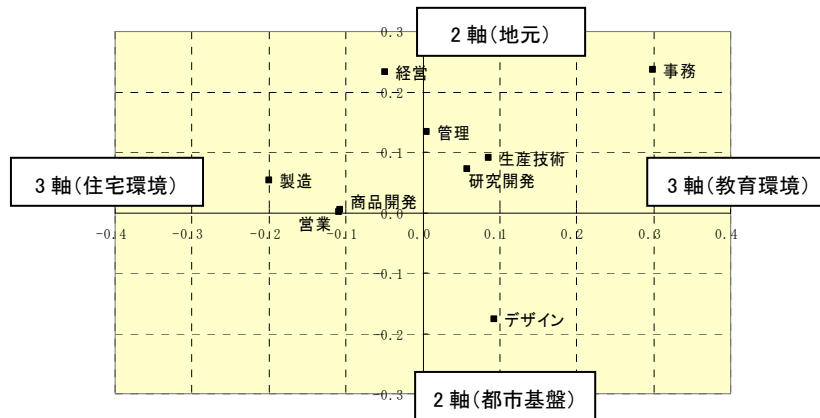 2 軸(地元)
0.3
経営
事務
0.2
管理
0.1
生産技術
研究開発
3 軸(住宅環境)
3 軸(教育環境)
製造
商品開発
営業
0.0
-0.4
-0.3
-0.2
-0.1
0.0
0.1
0.2
0.3
0.4
-0.1
デザイン
-0.2
-0.3
2 軸(都市基盤)